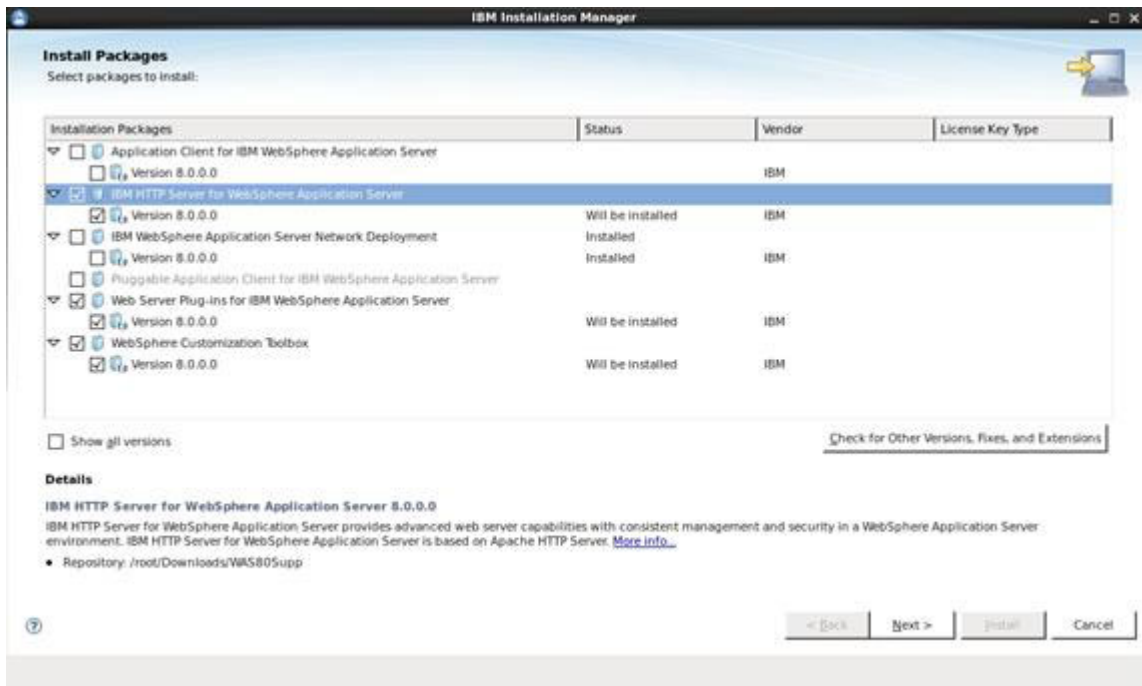 IBM Installation Manager
Install Packages
Select packages to install:
Installation Packages Status Vendor License Key Type
Application Client for IBM WebSphere Application Server
Version 8.0.0.0 IBM
IBM HTTP Server for WebSphere Application Server
Version 8.0.0.0 Will be installed IBM
IBM WebSphere Application Server Network Deployment Installed
Version 8.0.0.0 Installed IBM
Pluggable Application Client for IBM WebSphere Application Server
Web Server Plug-ins for IBM WebSphere Application Server
Version 8.0.0.0 Will be installed IBM
WebSphere Customization Toolbox
Version 8.0.0.0 Will be installed IBM
Show all versions
Check for Other Versions, Fixes, and Extensions
Details
IBM HTTP Server for WebSphere Application Server 8.0.0.0
IBM HTTP Server for WebSphere Application Server provides advanced web server capabilities with consistent management and security in a WebSphere Application Server
environment. IBM HTTP Server for WebSphere Application Server is based on Apache HTTP Server. More info...
• Repository: /root/Downloads/WAS80Supp
? < Back Next > Install Cancel